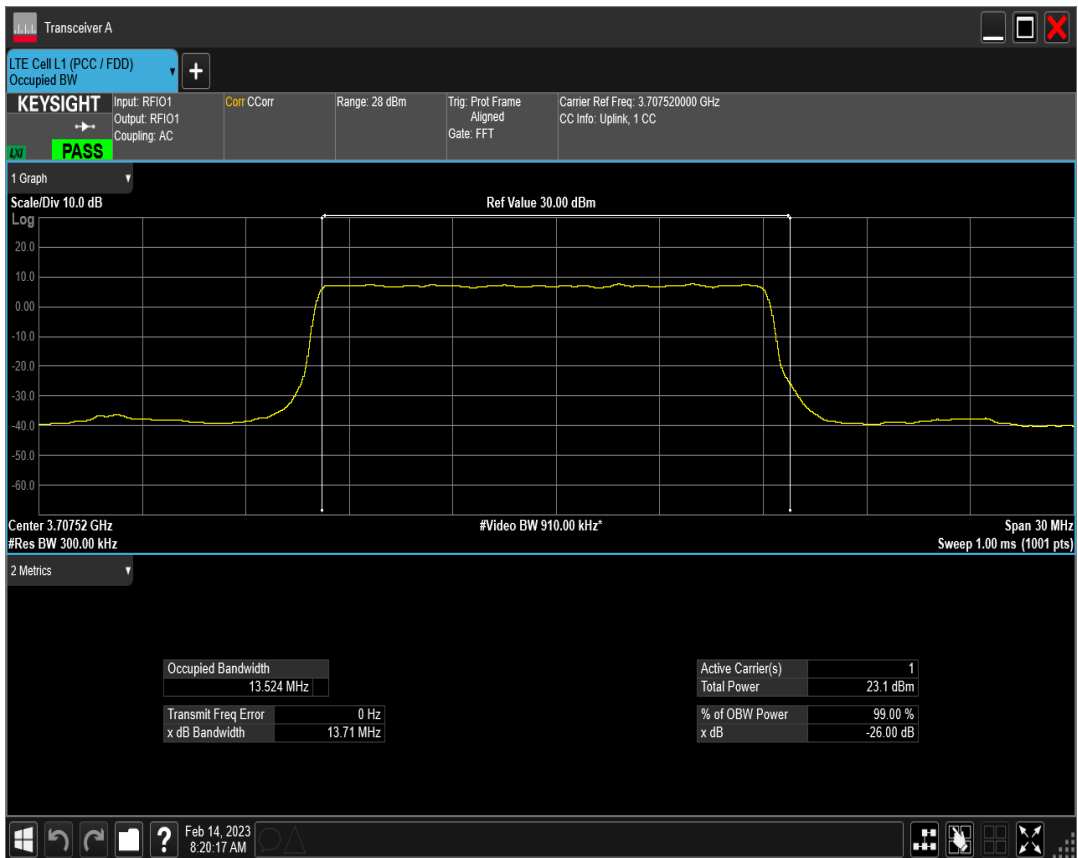 Transceiver A
LTE Cell L1 (PCC / FDD)
Occupied BW
+
KEYSIGHT
LXI
PASS
Input: RFIO1
Output: RFIO1
Coupling: AC
Corr CCorr
Range: 28 dBm
Trig: Prot Frame
Aligned
Gate: FFT
Carrier Ref Freq: 3.707520000 GHz
CC Info: Uplink, 1 CC
1 Graph
Scale/Div 10.0 dB
Ref Value 30.00 dBm
Log
20.0
10.0
0.00
-10.0
-20.0
-30.0
-40.0
-50.0
-60.0
Center 3.70752 GHz
#Video BW 910.00 kHz*
Span 30 MHz
#Res BW 300.00 kHz
Sweep 1.00 ms (1001 pts)
2 Metrics
Occupied Bandwidth
13.524 MHz
Transmit Freq Error 0 Hz
x dB Bandwidth 13.71 MHz
Active Carrier(s) 1
Total Power 23.1 dBm
% of OBW Power 99.00 %
x dB -26.00 dB
?
Feb 14, 2023
8:20:17 AM